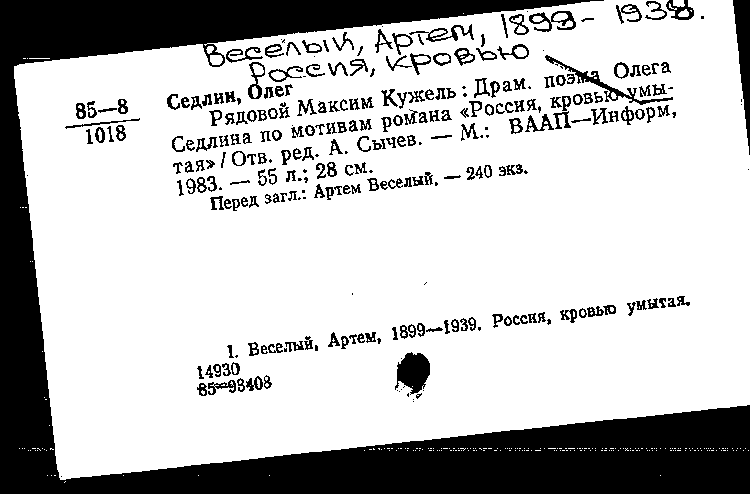 Веселый, Артем, 1899-1938.
Россия, кровью
85—8
1018
Седлин, Олег
Рядовой Максим Кужель : Драм. поэма Олега
Седлина по мотивам романа «Россия, кровью умы-
тая» / Отв. ред. А. Сычев. — М.: ВААП—Информ,
1983. — 55 л.; 28 см.
Перед загл.: Артем Веселый. — 240 экз.
1. Веселый, Артем, 1899—1939. Россия, кровью умытая.
14930
85—93408